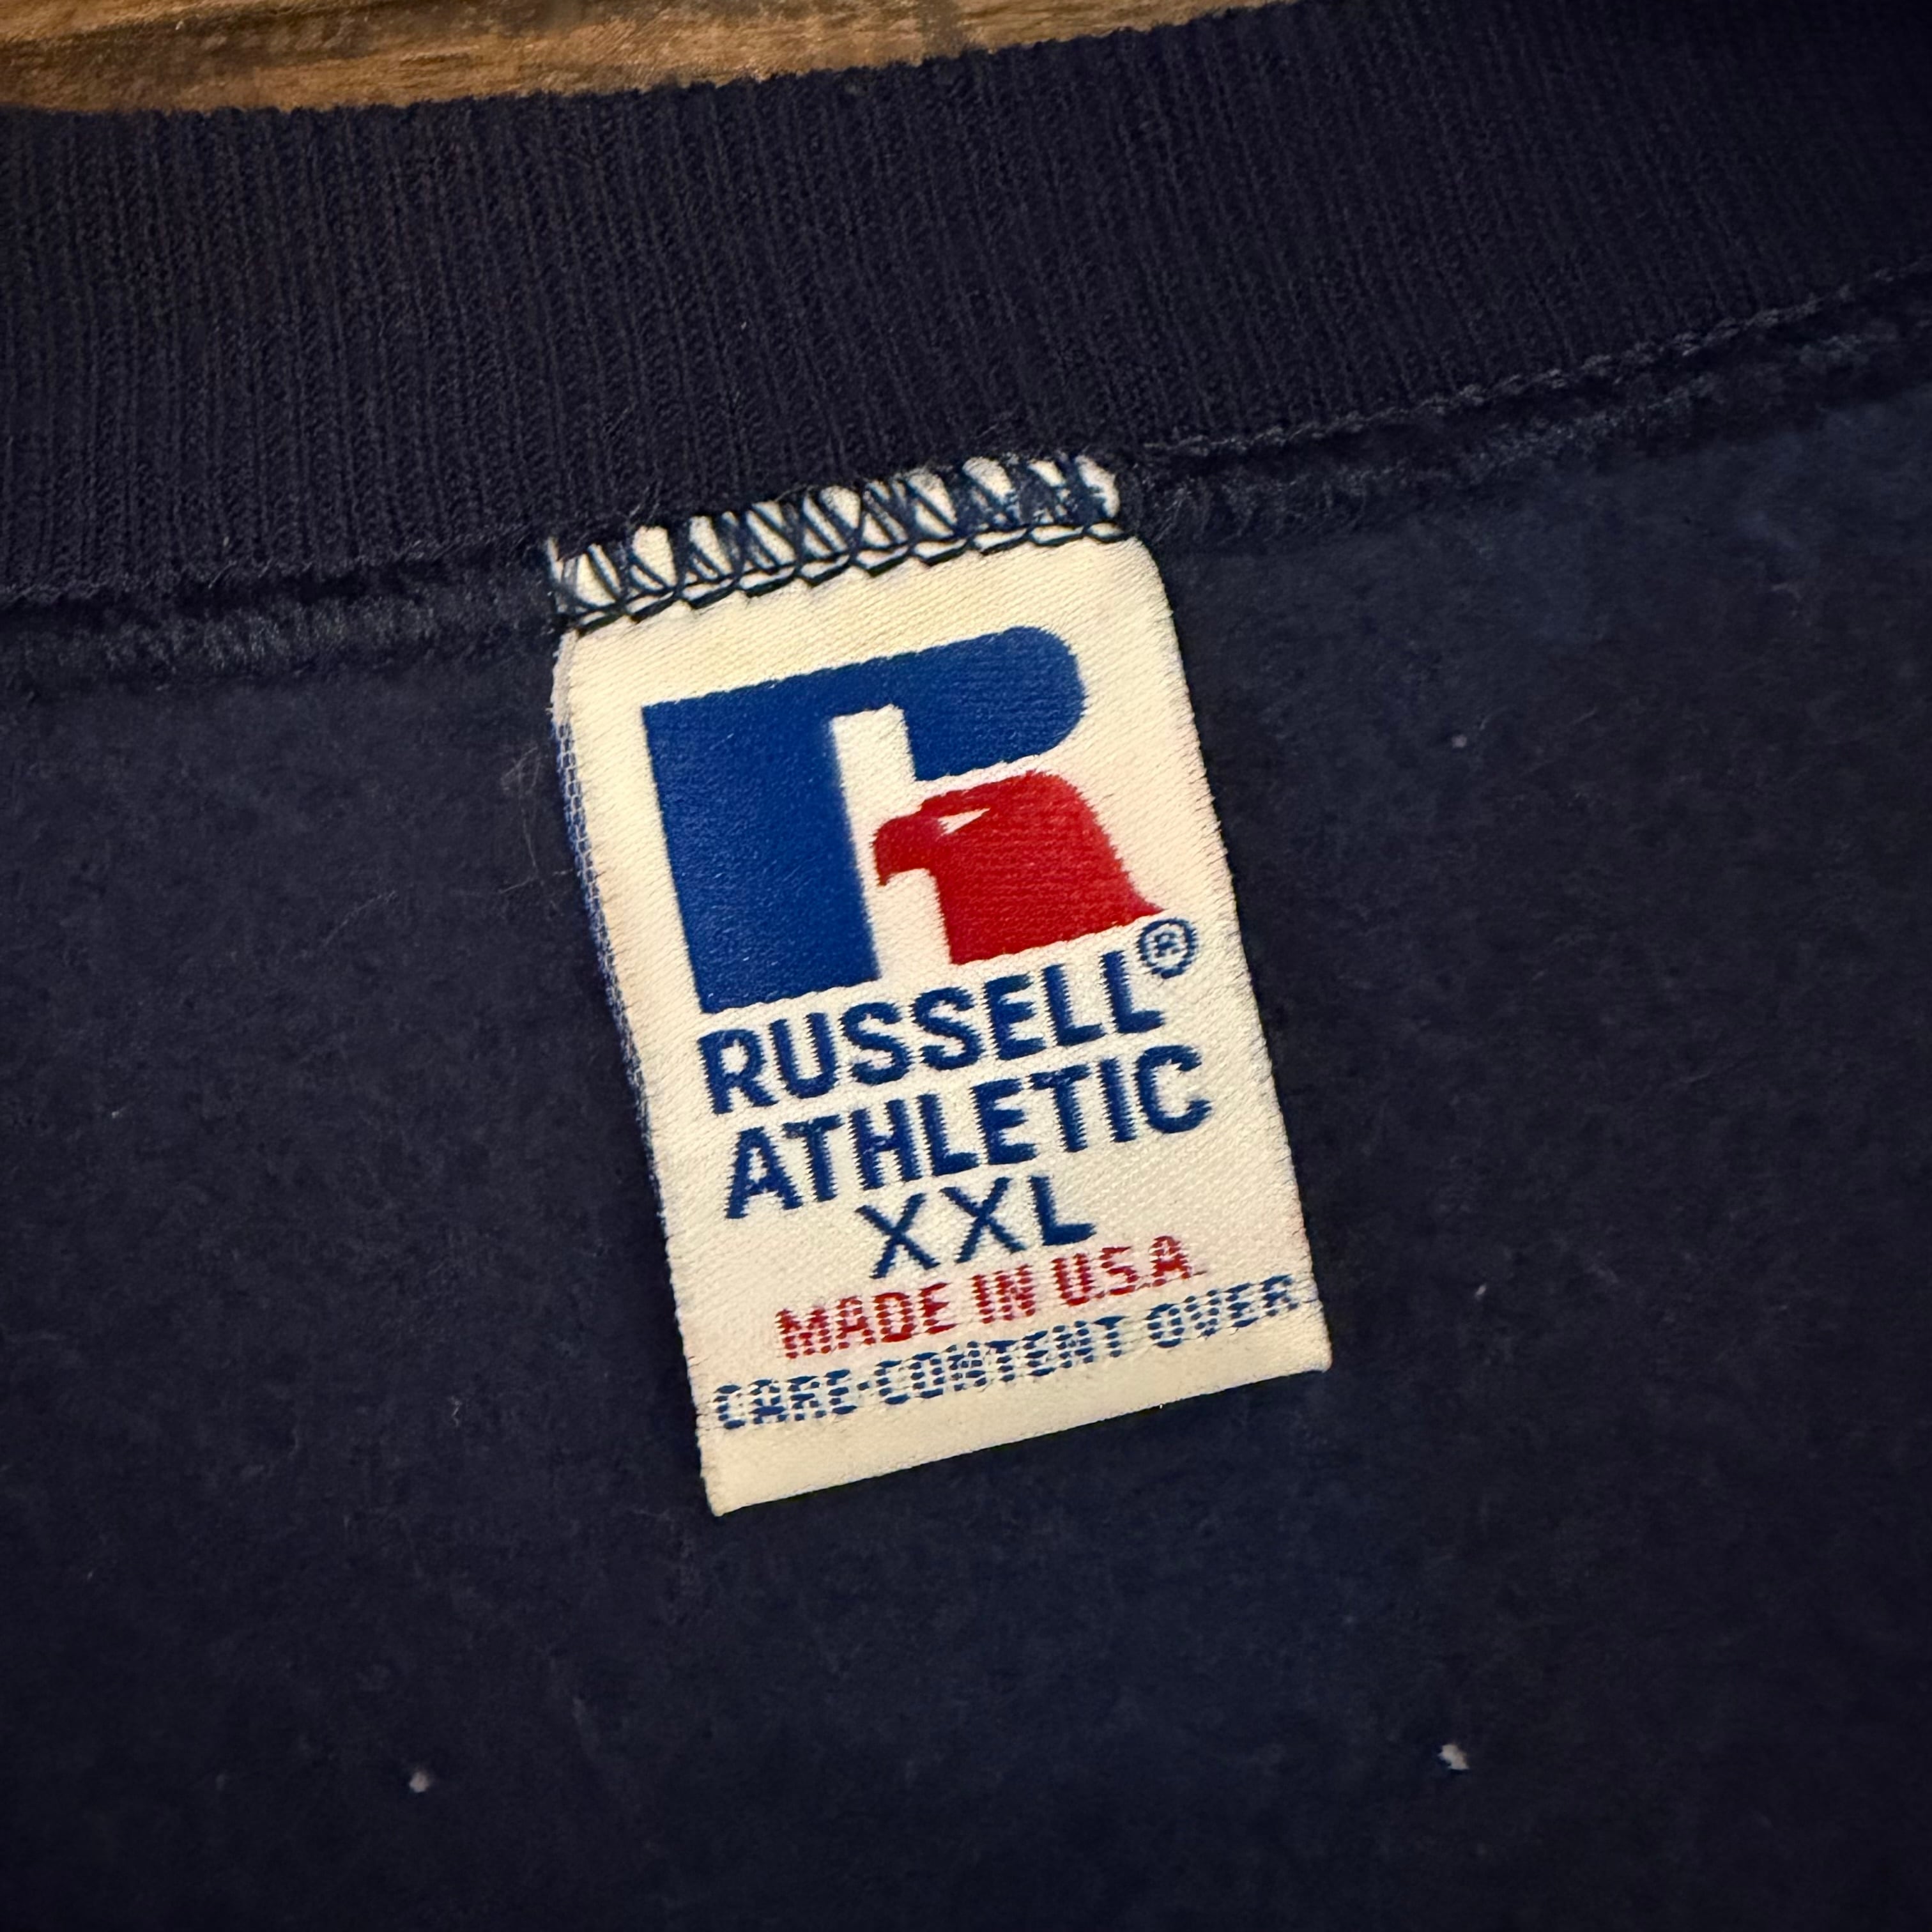 R
RUSSELL®
ATHLETIC
XXL
MADE IN U.S.A.
CARE-CONTENT OVER